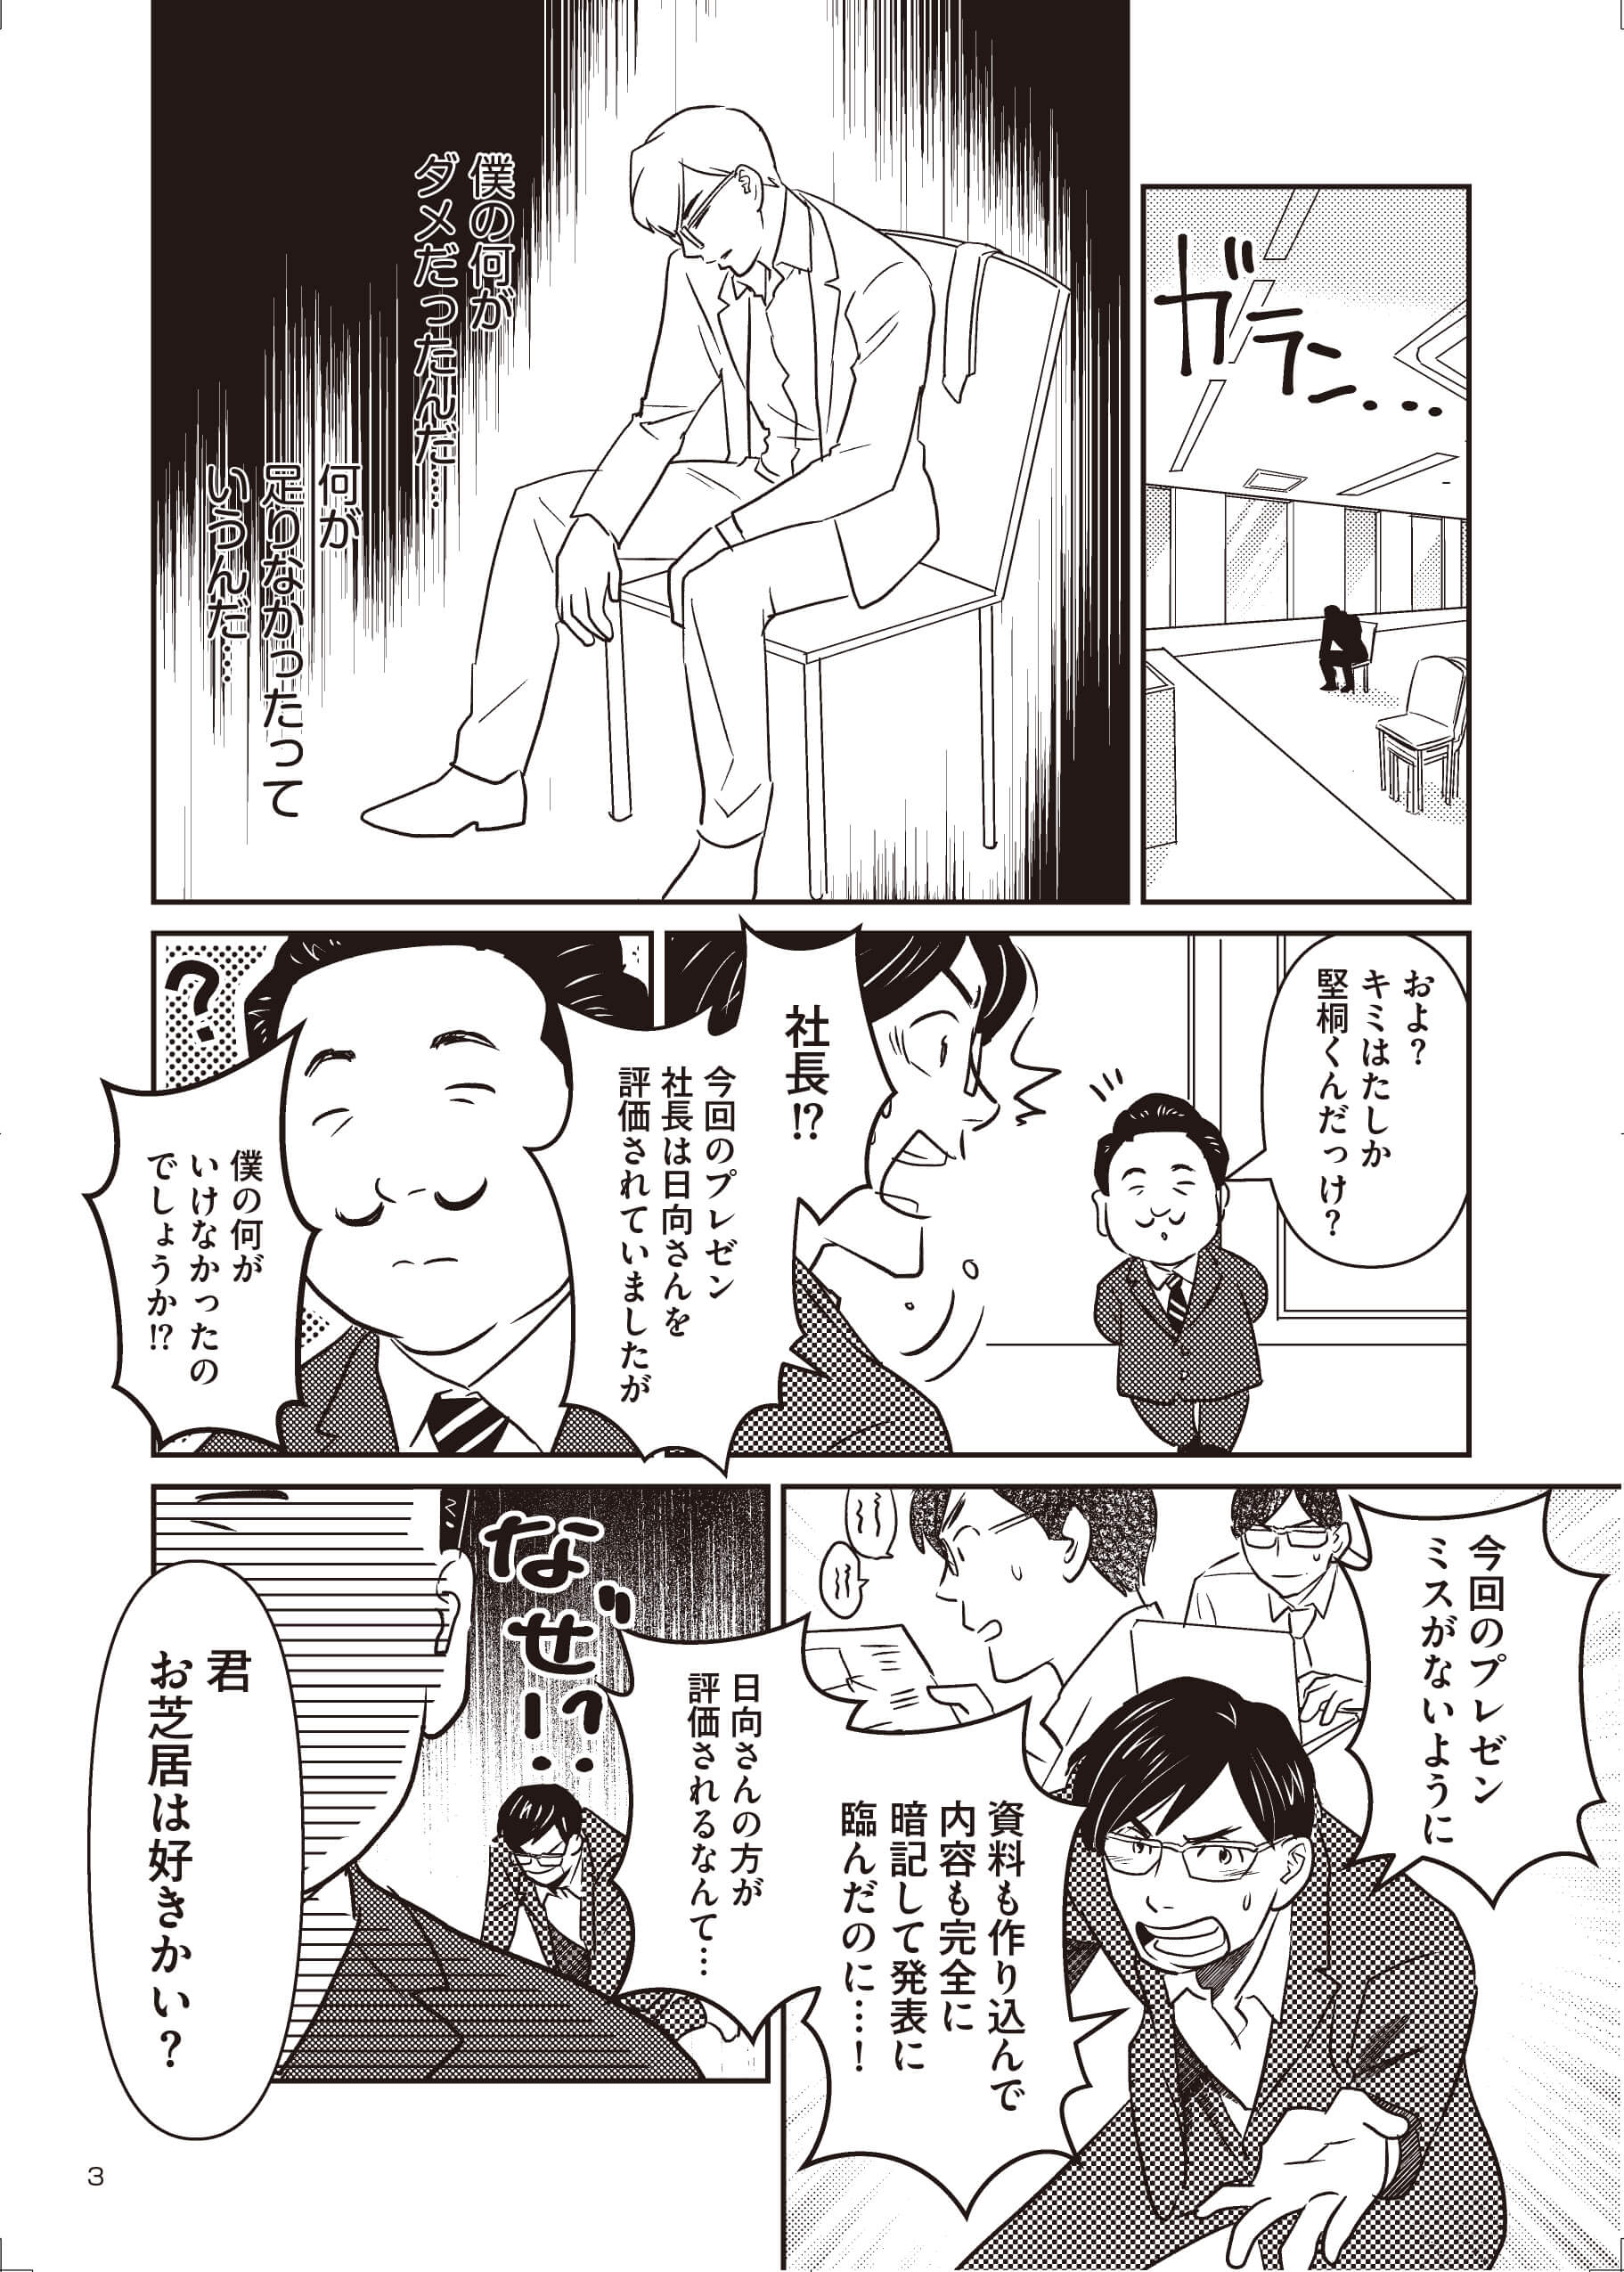 ガラン...
僕の何が
ダメだったんだ…
何が
足りなかったって
いうんだ…
およ?
キミはたしか
堅桐くんだっけ?
社長!?
今回のプレゼン
社長は日向さんを
評価されていましたが
?
僕の何が
いけなかったの
でしょうか!?
今回のプレゼン
ミスがないように
資料も作り込んで
内容も完全に
暗記して発表に
臨んだのに…!
日向さんの方が
評価されるなんて…
なぜ!?
君
お芝居は好きかい?
3